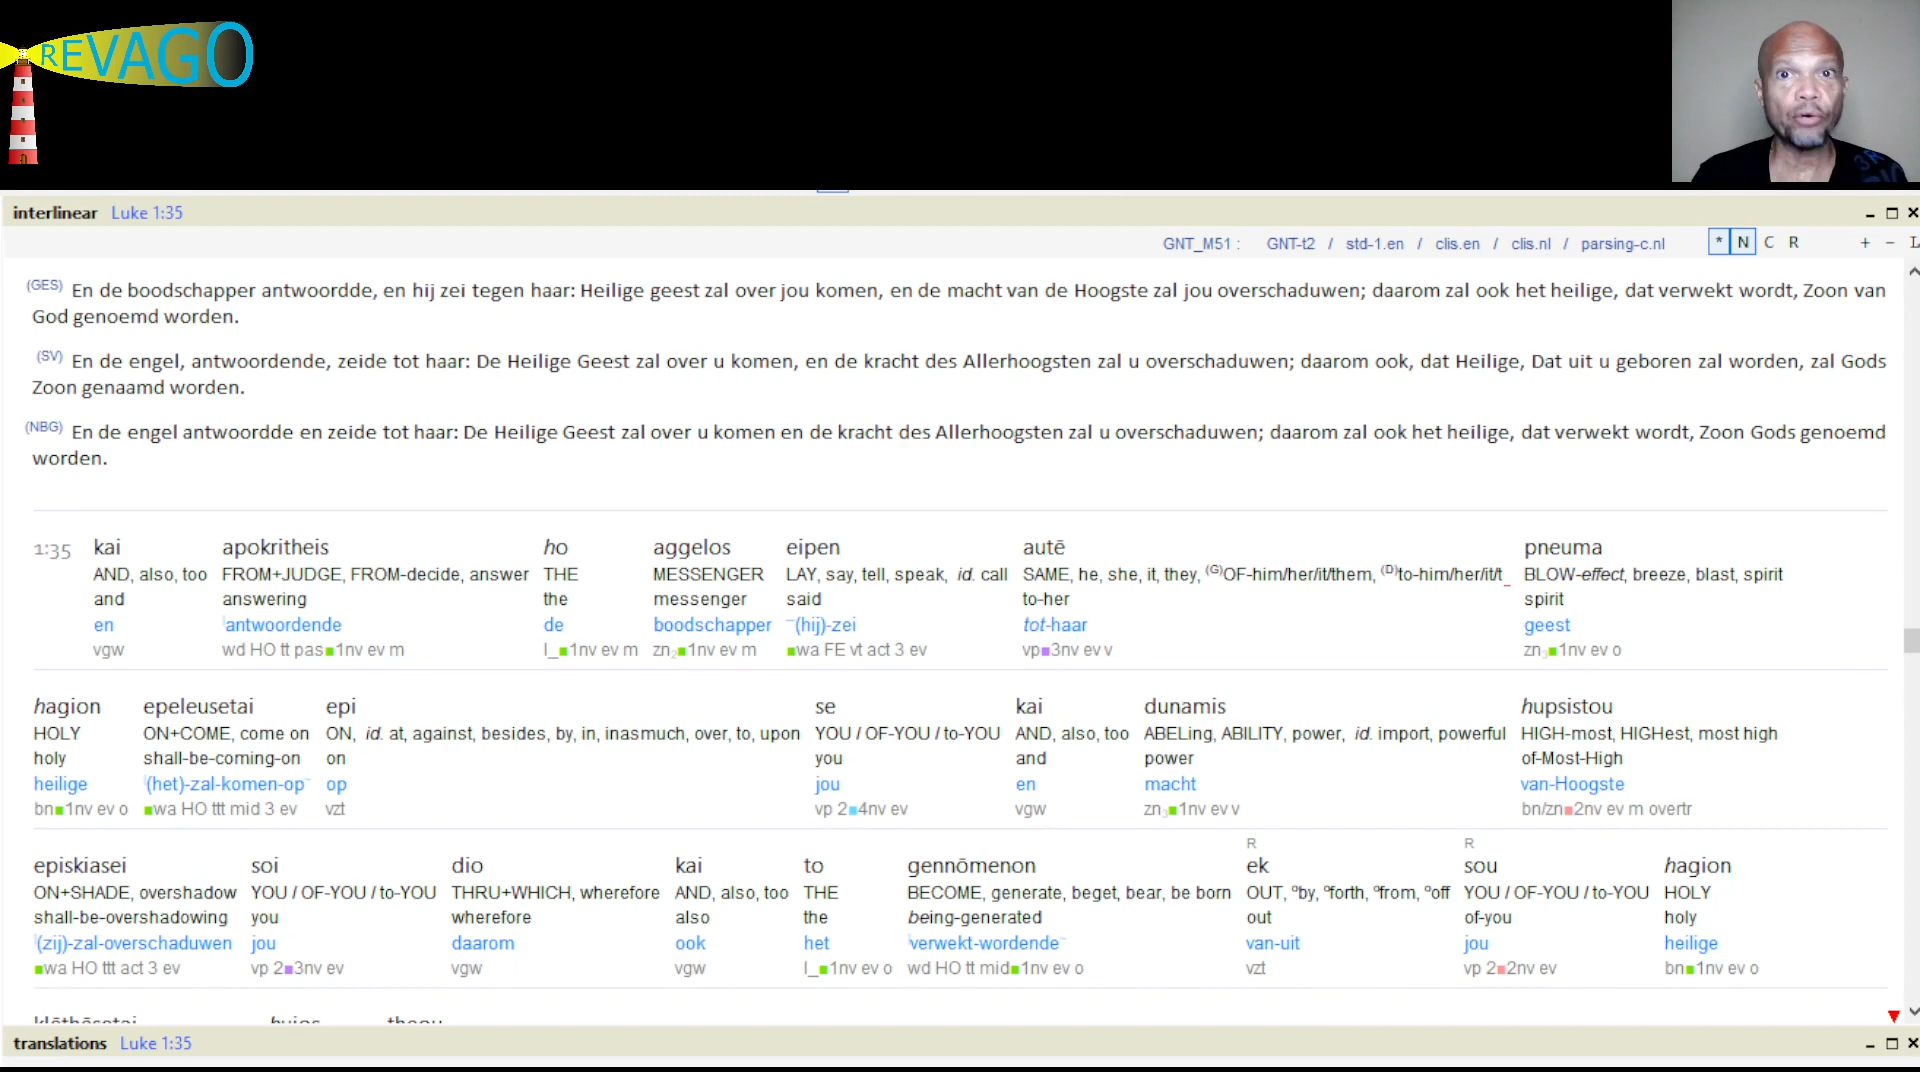 REVAGO
interlinear Luke 1:35
GNT_M51 : GNT-t2 / std-1.en / clis.en / clis.nl / parsing-c.nl * N C R + − L
(GES) En de boodschapper antwoordde, en hij zei tegen haar: Heilige geest zal over jou komen, en de macht van de Hoogste zal jou overschaduwen; daarom zal ook het heilige, dat verwekt wordt, Zoon van
God genoemd worden.
(SV) En de engel, antwoordende, zeide tot haar: De Heilige Geest zal over u komen, en de kracht des Allerhoogsten zal u overschaduwen; daarom ook, dat Heilige, Dat uit u geboren zal worden, zal Gods
Zoon genaamd worden.
(NBG) En de engel antwoordde en zeide tot haar: De Heilige Geest zal over u komen en de kracht des Allerhoogsten zal u overschaduwen; daarom zal ook het heilige, dat verwekt wordt, Zoon Gods genoemd
worden.
1:35 kai apokritheis ho aggelos eipen autē pneuma
AND, also, too FROM+JUDGE, FROM-decide, answer THE MESSENGER LAY, say, tell, speak, id. call SAME, he, she, it, they, (G)OF-him/her/it/them, (D)to-him/her/it/t_ BLOW-effect, breeze, blast, spirit
and answering the messenger said to-her spirit
en antwoordende de boodschapper (hij)-zei tot-haar geest
vgw wd HO tt pas■1nv ev m l_■1nv ev m zn2■1nv ev m ■wa FE vt act 3 ev vp■3nv ev v zn3■1nv ev o
hagion epeleusetai epi se kai dunamis hupsistou
HOLY ON+COME, come on ON, id. at, against, besides, by, in, inasmuch, over, to, upon YOU / OF-YOU / to-YOU AND, also, too ABELing, ABILITY, power, id. import, powerful HIGH-most, HIGHest, most high
holy shall-be-coming-on on you and power of-Most-High
heilige (het)-zal-komen-op op jou en macht van-Hoogste
bn■1nv ev o ■wa HO ttt mid 3 ev vzt vp 2■4nv ev vgw zn3■1nv ev v bn/zn■2nv ev m overtr
R R
episkiasei soi dio kai to gennōmenon ek sou hagion
ON+SHADE, overshadow YOU / OF-YOU / to-YOU THRU+WHICH, wherefore AND, also, too THE BECOME, generate, beget, bear, be born OUT, ºby, ºforth, ºfrom, ºoff YOU / OF-YOU / to-YOU HOLY
shall-be-overshadowing you wherefore also the being-generated out of-you holy
(zij)-zal-overschaduwen jou daarom ook het verwekt-wordende van-uit jou heilige
■wa HO ttt act 3 ev vp 2■3nv ev vgw vgw l_■1nv ev o wd HO tt mid■1nv ev o vzt vp 2■2nv ev bn■1nv ev o
translations Luke 1:35